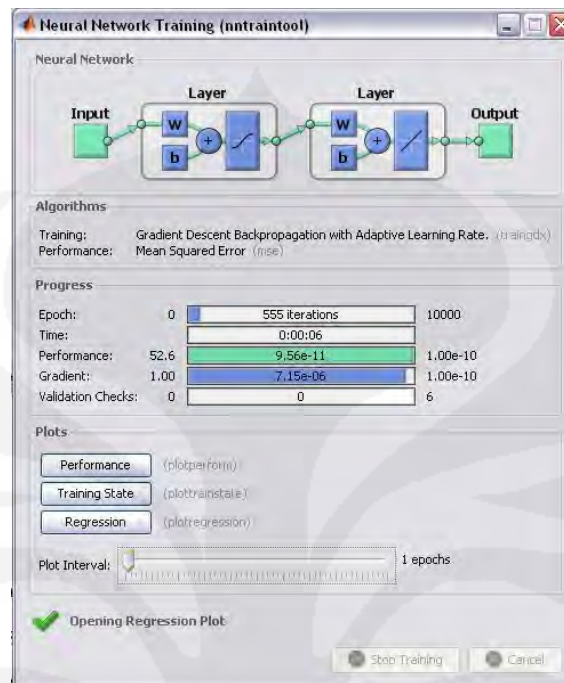 Neural Network Training (nntraintool)
Neural Network
Layer
Layer
Input
Output
W
b
+
W
b
+
Algorithms
Training: Gradient Descent Backpropagation with Adaptive Learning Rate. (traingdx)
Performance: Mean Squared Error (mse)
Progress
Epoch: 0 555 iterations 10000
Time: 0:00:06
Performance: 52.6 9.56e-11 1.00e-10
Gradient: 1.00 7.15e-06 1.00e-10
Validation Checks: 0 0 6
Plots
Performance (plotperform)
Training State (plottrainstate)
Regression (plotregression)
Plot Interval: 1 epochs
Opening Regression Plot
Stop Training Cancel